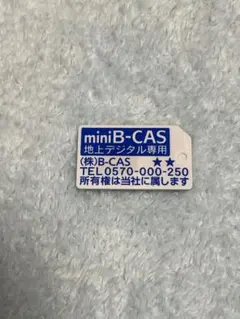 miniB-CAS
地上デジタル専用
(株)B-CAS ★★
TEL0570-000-250
所有権は当社に属します